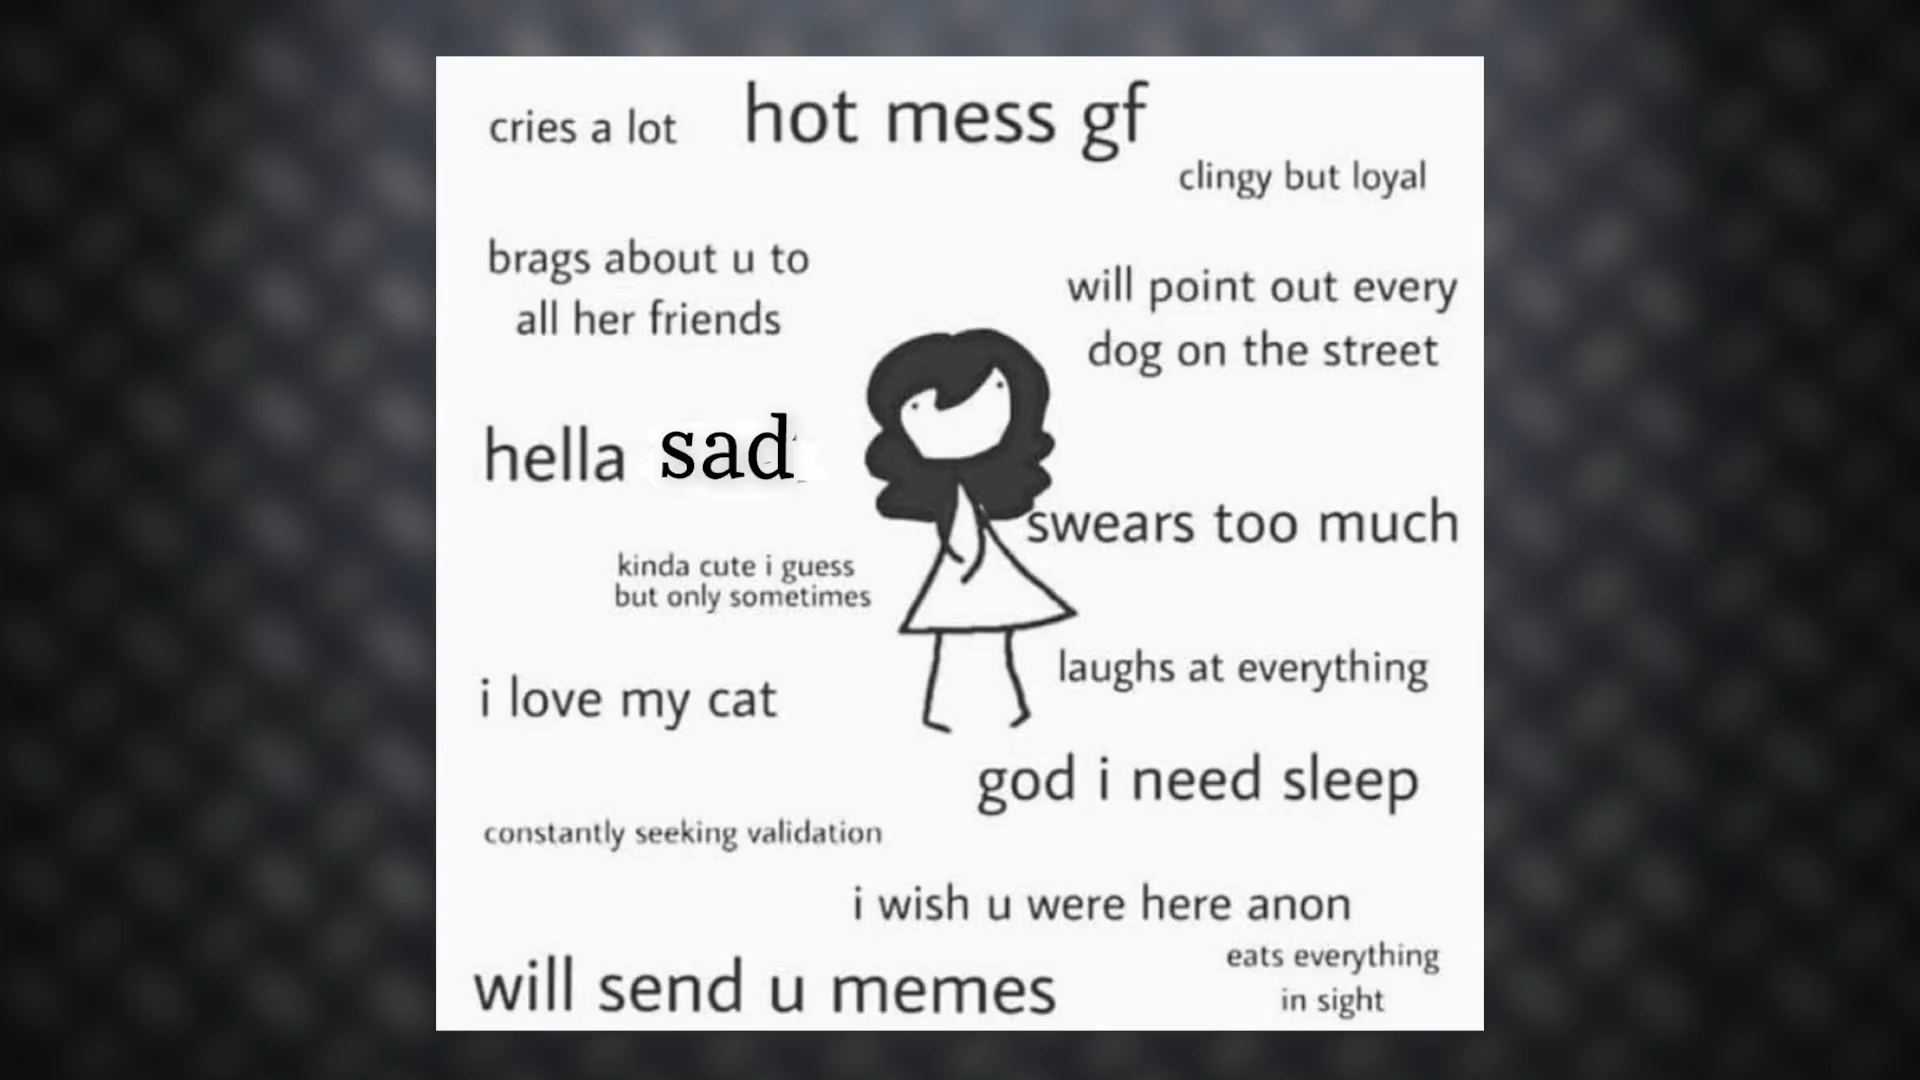 cries a lot
hot mess gf
clingy but loyal
brags about u to
all her friends
will point out every
dog on the street
hella sad
swears too much
kinda cute i guess
but only sometimes
laughs at everything
i love my cat
god i need sleep
constantly seeking validation
i wish u were here anon
eats everything
in sight
will send u memes